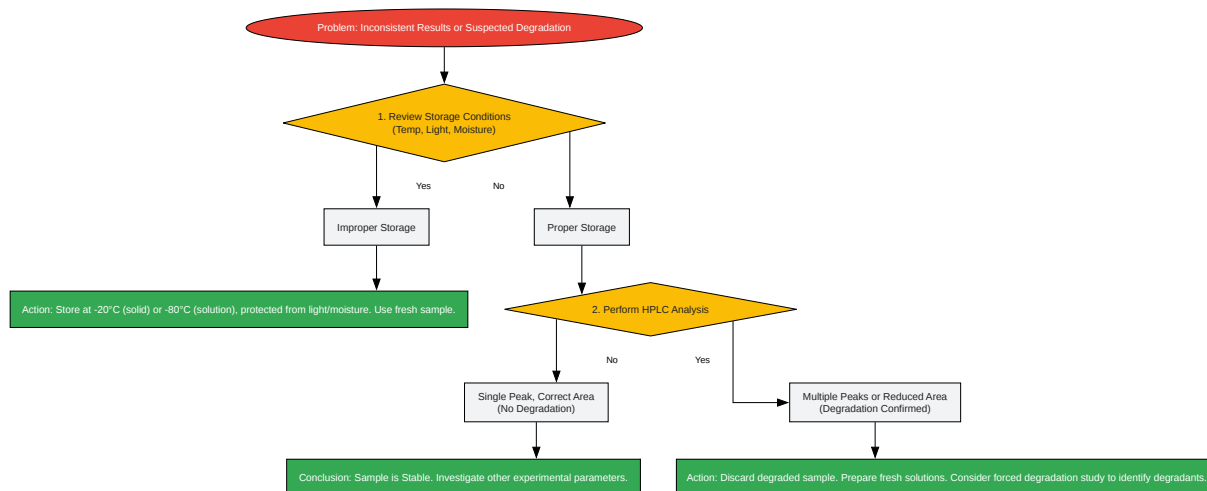 Problem: Inconsistent Results or Suspected Degradation
1. Review Storage Conditions
(Temp, Light, Moisture)
Yes
No
Improper Storage
Proper Storage
Action: Store at -20°C (solid) or -80°C (solution), protected from light/moisture. Use fresh sample.
2. Perform HPLC Analysis
No
Yes
Single Peak, Correct Area
(No Degradation)
Multiple Peaks or Reduced Area
(Degradation Confirmed)
Conclusion: Sample is Stable. Investigate other experimental parameters.
Action: Discard degraded sample. Prepare fresh solutions. Consider forced degradation study to identify degradants.